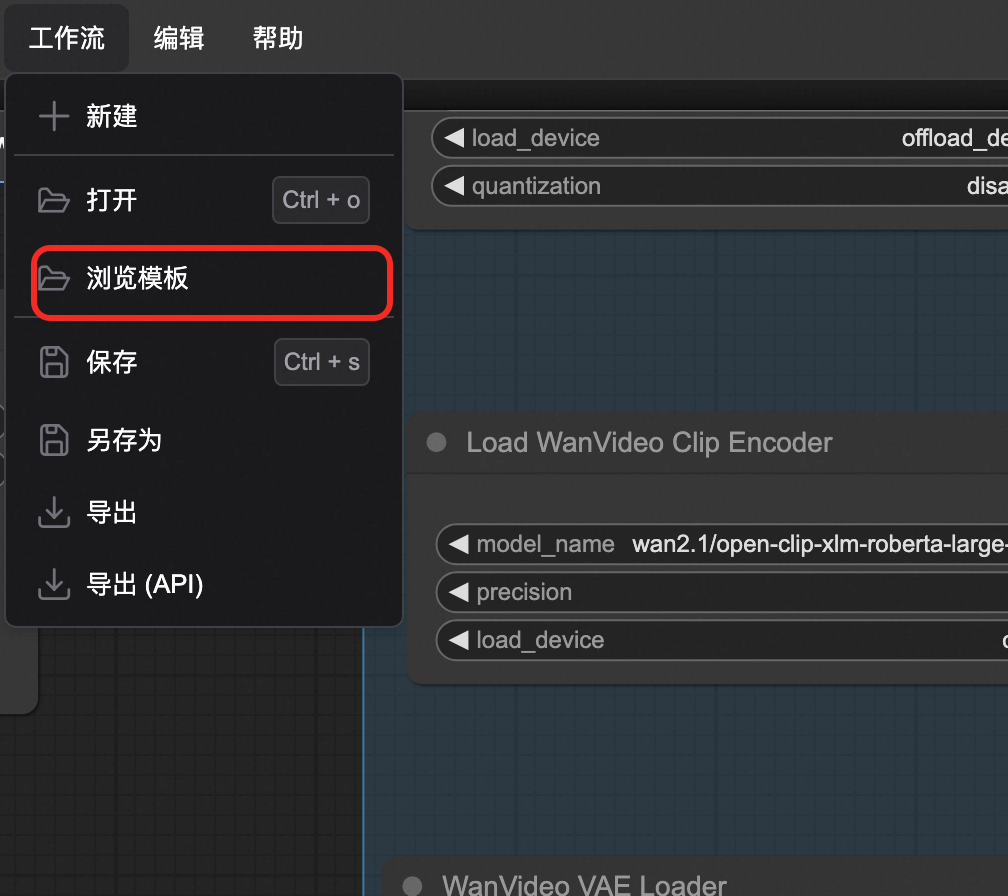 工作流 编辑 帮助
新建
打开 Ctrl + o
浏览模板
保存 Ctrl + s
另存为
导出
导出 (API)
load_device
quantization
Load WanVideo Clip Encoder
model_name wan2.1/open-clip-xlm-roberta-large-
precision
load_device
WanVideo VAE Loader